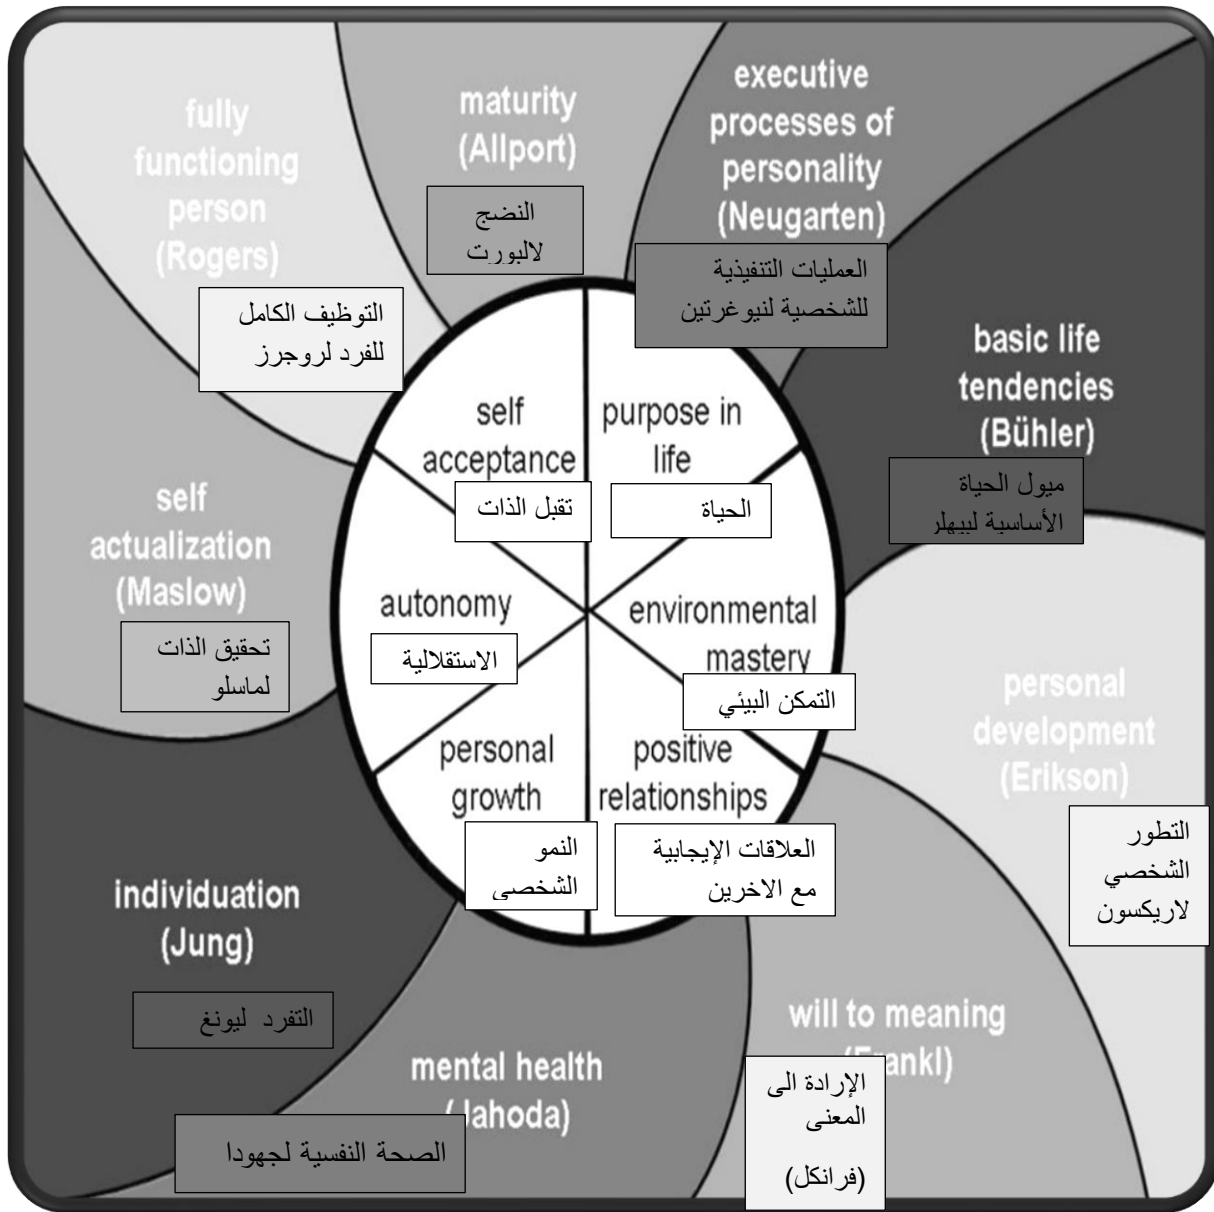 fully
functioning
person
(Rogers)
التوظيف الكامل
للفرد لروجرز
maturity
(Allport)
النضج
لالبورت
executive
processes of
personality
(Neugarten)
العمليات التنفيذية
للشخصية لنيوغرتين
basic life
tendencies
(Bühler)
ميول الحياة
الأساسية لبيهلر
self
acceptance
تقبل الذات
purpose in
life
الحياة
self
actualization
(Maslow)
تحقيق الذات
لماسلو
autonomy
الاستقلالية
environmental
mastery
التمكن البيئي
personal
development
(Erikson)
التطور
الشخصي
لاريكسون
personal
growth
النمو
الشخصي
positive
relationships
العلاقات الإيجابية
مع الاخرين
individuation
(Jung)
التفرد ليونغ
mental health
(Jahoda)
الصحة النفسية لجهودا
will to meaning
(Frankl)
الإرادة الى
المعنى
(فرانكل)